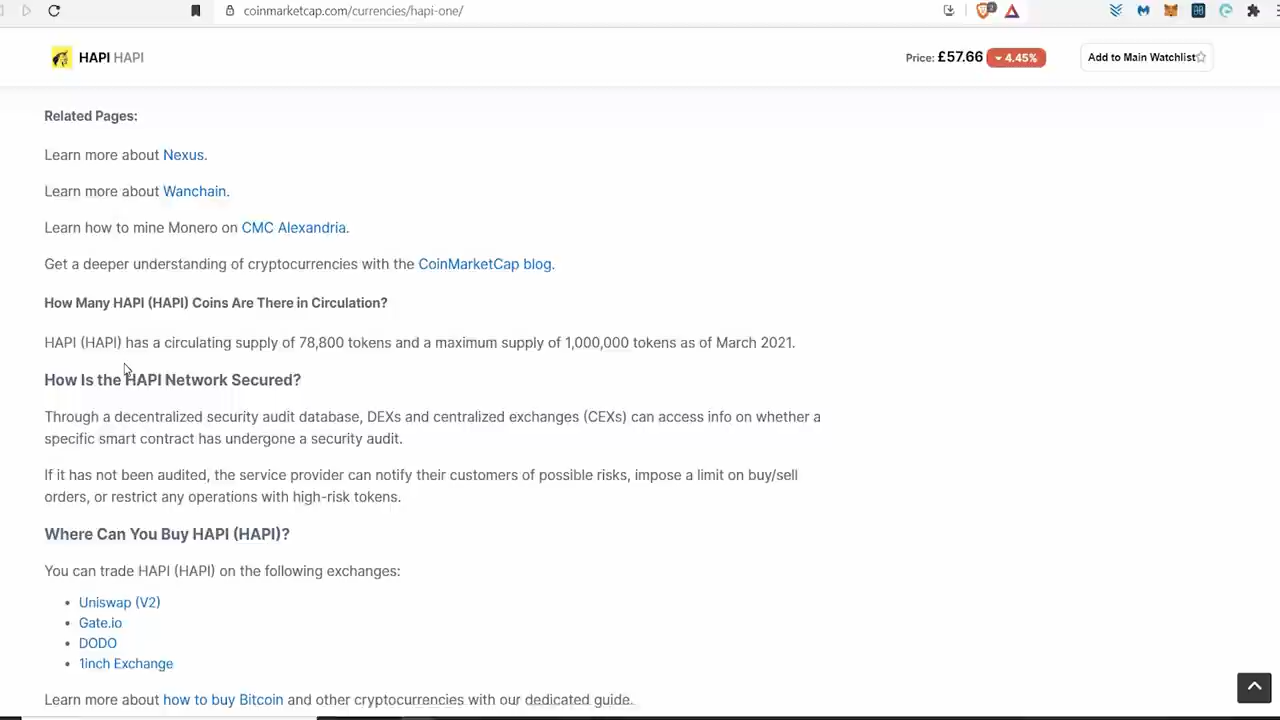 coinmarketcap.com/currencies/hapi-one/
2
HAPI HAPI
Price: £57.66 4.45%
Add to Main Watchlist
Related Pages:
Learn more about Nexus.
Learn more about Wanchain.
Learn how to mine Monero on CMC Alexandria.
Get a deeper understanding of cryptocurrencies with the CoinMarketCap blog.
How Many HAPI (HAPI) Coins Are There in Circulation?
HAPI (HAPI) has a circulating supply of 78,800 tokens and a maximum supply of 1,000,000 tokens as of March 2021.
How Is the HAPI Network Secured?
Through a decentralized security audit database, DEXs and centralized exchanges (CEXs) can access info on whether a
specific smart contract has undergone a security audit.
If it has not been audited, the service provider can notify their customers of possible risks, impose a limit on buy/sell
orders, or restrict any operations with high-risk tokens.
Where Can You Buy HAPI (HAPI)?
You can trade HAPI (HAPI) on the following exchanges:
• Uniswap (V2)
• Gate.io
• DODO
• 1inch Exchange
Learn more about how to buy Bitcoin and other cryptocurrencies with our dedicated guide.